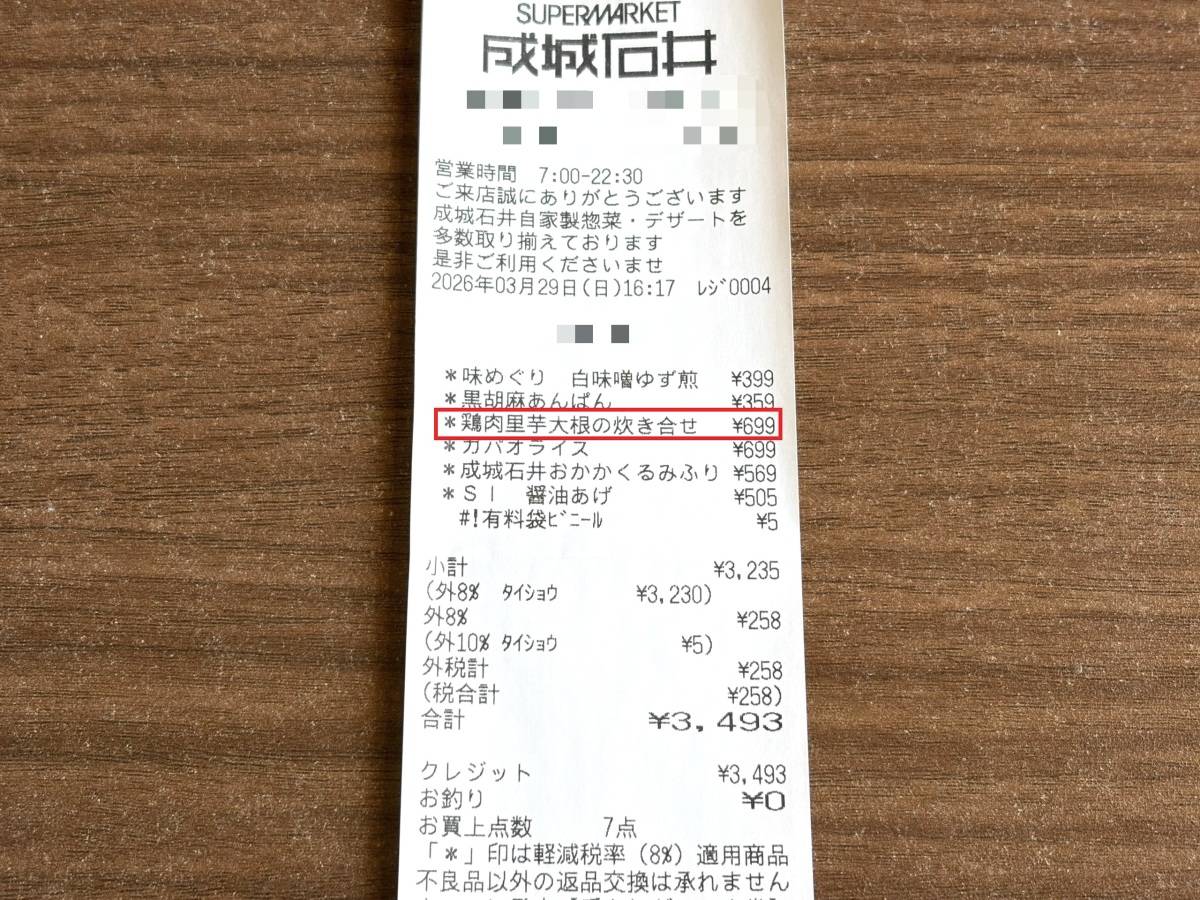 SUPERMARKET
成城石井
営業時間 7:00-22:30
ご来店誠にありがとうございます
成城石井自家製惣菜・デザートを
多数取り揃えております
是非ご利用くださいませ
2026年03月29日(日)16:17 ﾚｼﾞ0004
*味めぐり 白味噌ゆず煎 ¥399
*黒胡麻あんぱん ¥359
*鶏肉里芋大根の炊き合せ ¥699
*ガパオライス ¥699
*成城石井おかかくるみふり ¥569
*SI 醤油あげ ¥505
#!有料袋ﾋﾞﾆｰﾙ ¥5
小計 ¥3,235
(外8% ﾀｲｼｮｳ ¥3,230)
外8% ¥258
(外10% ﾀｲｼｮｳ ¥5)
外税計 ¥258
(税合計 ¥258)
合計 ¥3,493
クレジット ¥3,493
お釣り ¥0
お買上点数 7点
「*」印は軽減税率(8%)適用商品
不良品以外の返品交換は承れません